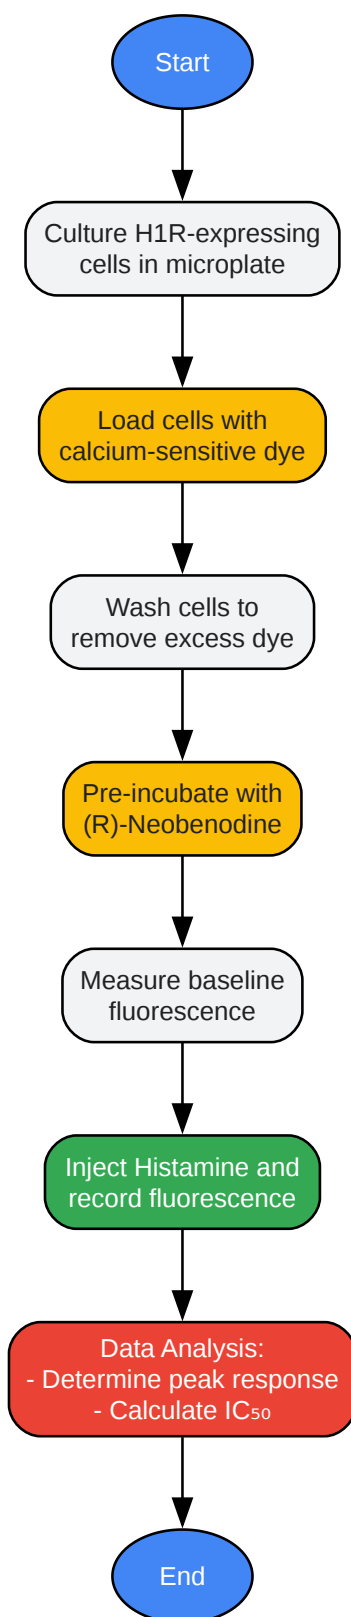 Start
Culture H1R-expressing
cells in microplate
Load cells with
calcium-sensitive dye
Wash cells to
remove excess dye
Pre-incubate with
(R)-Neobenodine
Measure baseline
fluorescence
Inject Histamine and
record fluorescence
Data Analysis:
- Determine peak response
- Calculate IC₅₀
End